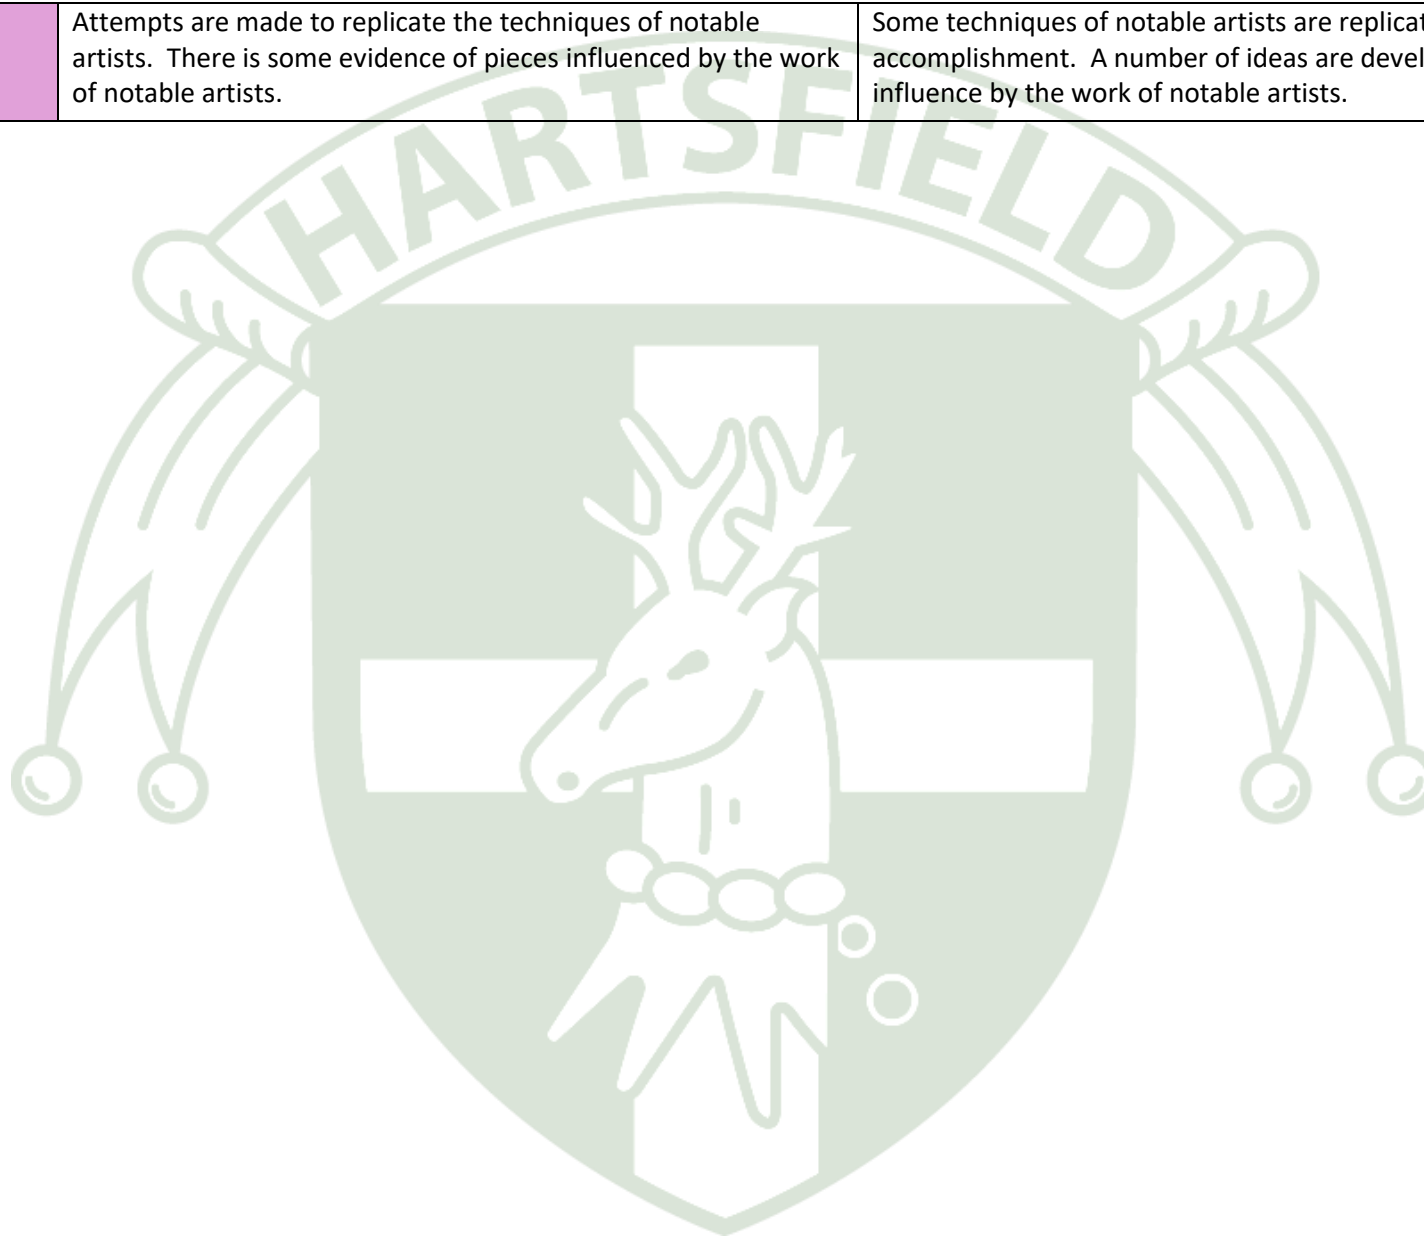 Attempts are made to replicate the techniques of notable
artists.  There is some evidence of pieces influenced by the work
of notable artists.
Some techniques of notable artists are
accomplishment.  A number of ideas are
influence by the work of notable artists.
HARTSFIELD